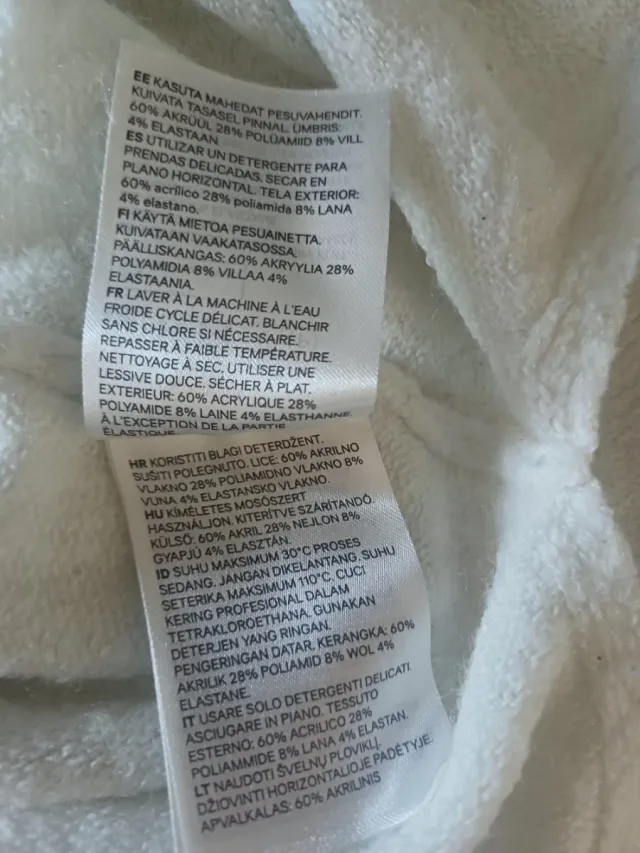 EE KASUTA MAHEDAT PESUVAHENDIT.
KUIVATA TASASEL PINNAL. ÜMBRIS:
60% AKRÜÜL 28% POLÜAMIID 8% VILL
4% ELASTAAN
ES UTILIZAR UN DETERGENTE PARA
PRENDAS DELICADAS. SECAR EN
PLANO HORIZONTAL. TELA EXTERIOR:
60% acrílico 28% poliamida 8% LANA
4% elastano.
FI KÄYTÄ MIETOA PESUAINETTA.
KUIVATAAN VAAKATASOSSA.
PÄÄLLISKANGAS: 60% AKRYYLIA 28%
POLYAMIDIA 8% VILLAA 4%
ELASTAANIA.
FR LAVER À LA MACHINE À L'EAU
FROIDE CYCLE DÉLICAT. BLANCHIR
SANS CHLORE SI NÉCESSAIRE.
REPASSER À FAIBLE TEMPÉRATURE.
NETTOYAGE À SEC. UTILISER UNE
LESSIVE DOUCE. SÉCHER À PLAT.
EXTERIEUR: 60% ACRYLIQUE 28%
POLYAMIDE 8% LAINE 4% ELASTHANNE.
À L'EXCEPTION DE LA PARTIE
ÉLASTIQUE.
HR KORISTITI BLAGI DETERDŽENT.
SUŠITI POLEGNUTO. LICE: 60% AKRILNO
VLAKNO 28% POLIAMIDNO VLAKNO 8%
VUNA 4% ELASTANSKO VLAKNO.
HU KÍMÉLETES MOSÓSZERT
HASZNÁLJON. KITERÍTVE SZÁRÍTANDÓ.
KÜLSŐ: 60% AKRIL 28% NEJLON 8%
GYAPJÚ 4% ELASZTÁN.
ID SUHU MAKSIMUM 30°C PROSES
SEDANG. JANGAN DIKELANTANG. SUHU
SETERIKA MAKSIMUM 110°C. CUCI
KERING PROFESIONAL DALAM
TETRAKLOROETHANA. GUNAKAN
DETERJEN YANG RINGAN.
PENGERINGAN DATAR. KERANGKA: 60%
AKRILIK 28% POLIAMID 8% WOL 4%
ELASTANE.
IT USARE SOLO DETERGENTI DELICATI.
ASCIUGARE IN PIANO. TESSUTO
ESTERNO: 60% ACRILICO 28%
POLIAMMIDE 8% LANA 4% ELASTAN.
LT NAUDOTI ŠVELNŲ PLOVIKLĮ.
DŽIOVINTI HORIZONTALIOJE PADĖTYJE.
APVALKALAS: 60% AKRILINIS